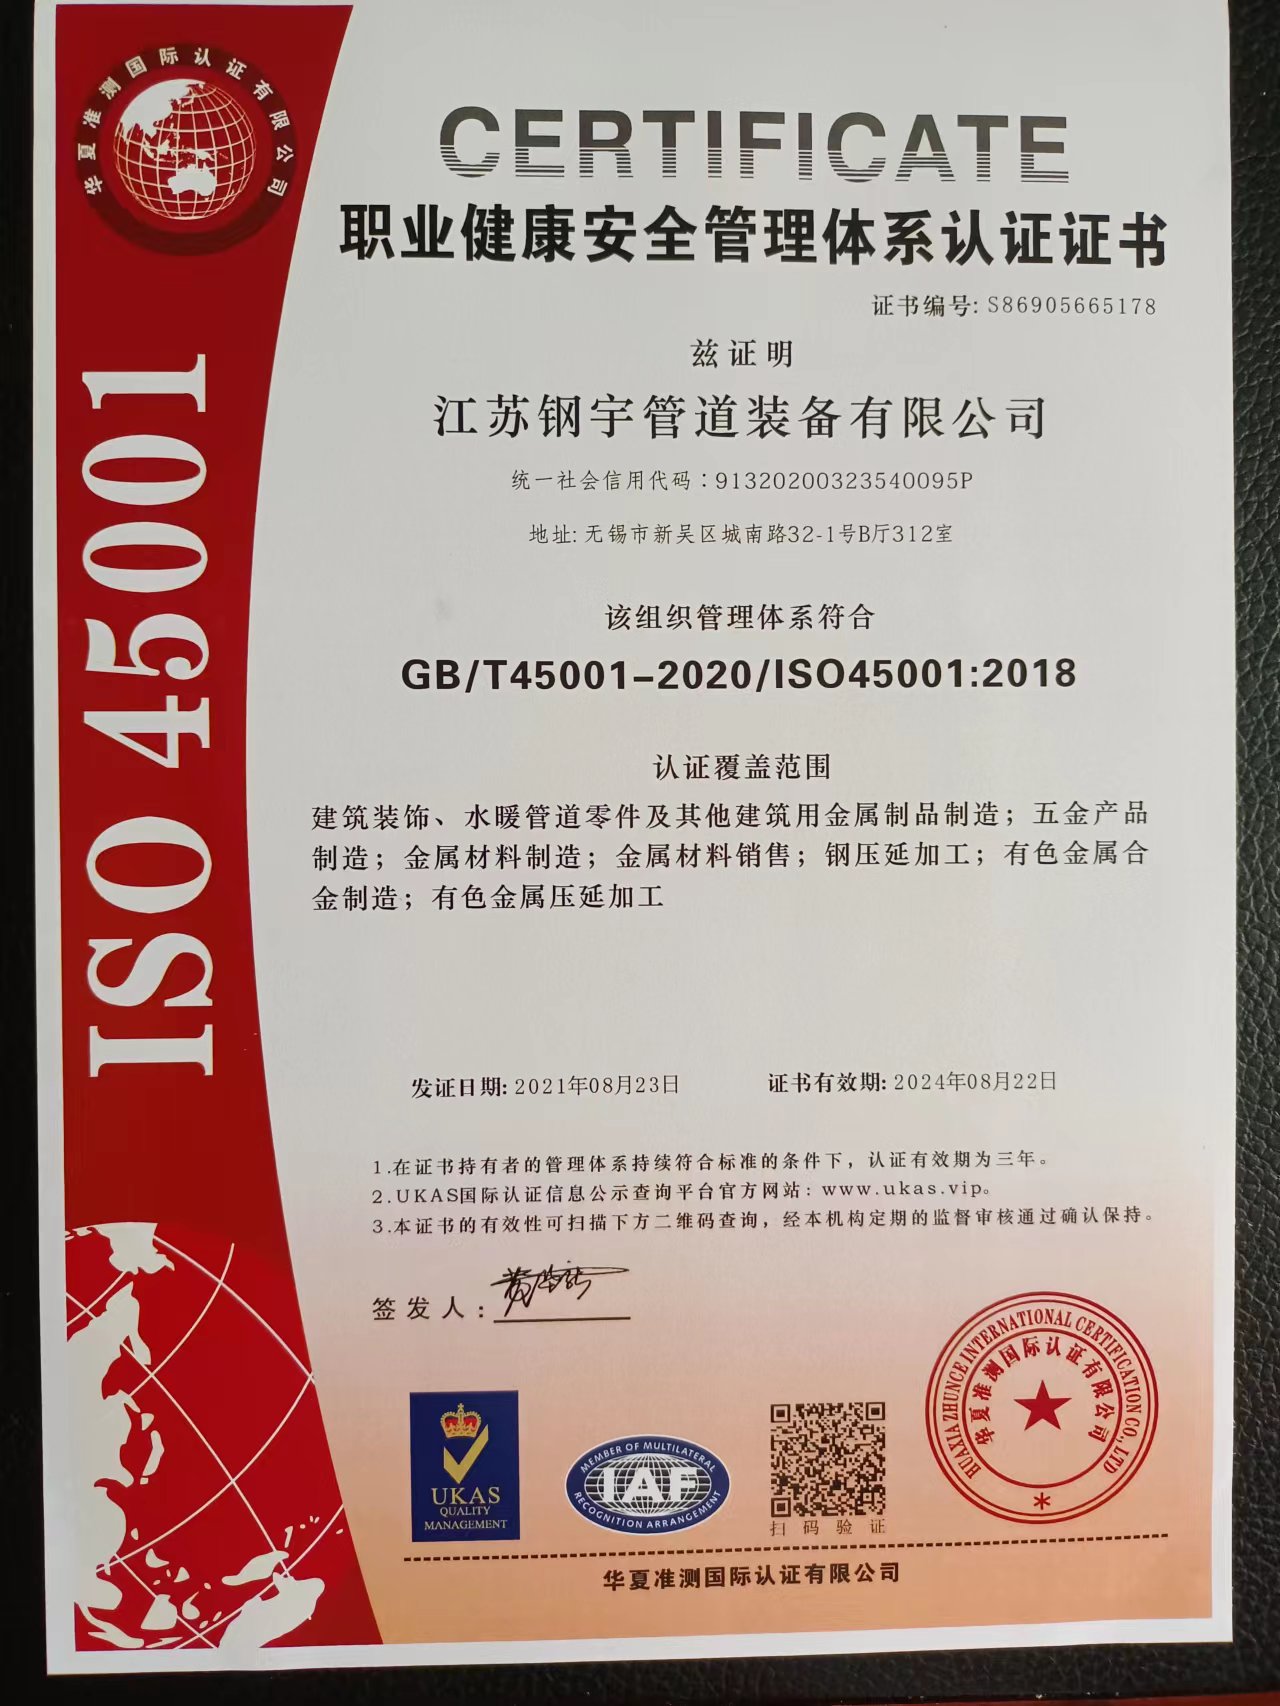 华夏准测国际认证有限公司
CERTIFICATE
职业健康安全管理体系认证证书
证书编号: S86905665178
兹证明
江苏钢宇管道装备有限公司
统一社会信用代码：91320200323540095P
地址: 无锡市新吴区城南路32-1号B厅312室
该组织管理体系符合
GB/T45001-2020/ISO45001:2018
认证覆盖范围
建筑装饰、水暖管道零件及其他建筑用金属制品制造；五金产品
制造；金属材料制造；金属材料销售；钢压延加工；有色金属合
金制造；有色金属压延加工
发证日期: 2021年08月23日
证书有效期: 2024年08月22日
1.在证书持有者的管理体系持续符合标准的条件下，认证有效期为三年。
2.UKAS国际认证信息公示查询平台官方网站：www.ukas.vip。
3.本证书的有效性可扫描下方二维码查询，经本机构定期的监督审核通过确认保持。
签发人：
ISO 45001
UKAS
QUALITY
MANAGEMENT
MEMBER OF MULTILATERAL
IAF
RECOGNITION ARRANGEMENT
扫码验证
HUAXIA ZHUNCE INTERNATIONAL CERTIFICATION CO., LTD
华夏准测国际认证有限公司
华夏准测国际认证有限公司